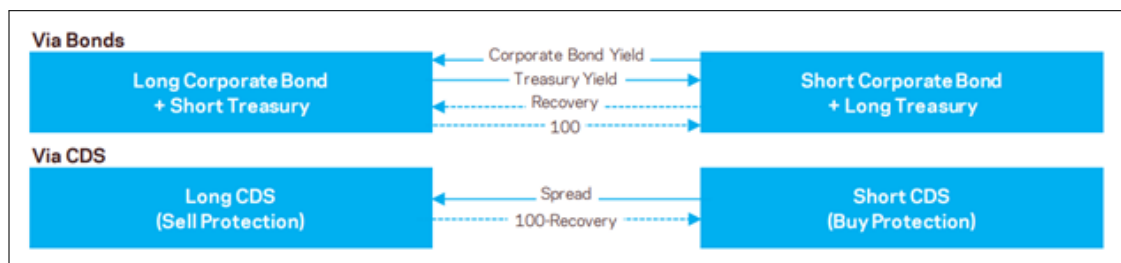 Via Bonds
Long Corporate Bond
+ Short Treasury
Corporate Bond Yield
Treasury Yield
Recovery
100
Short Corporate Bond
+ Long Treasury
Via CDS
Long CDS
(Sell Protection)
Spread
100-Recovery
Short CDS
(Buy Protection)